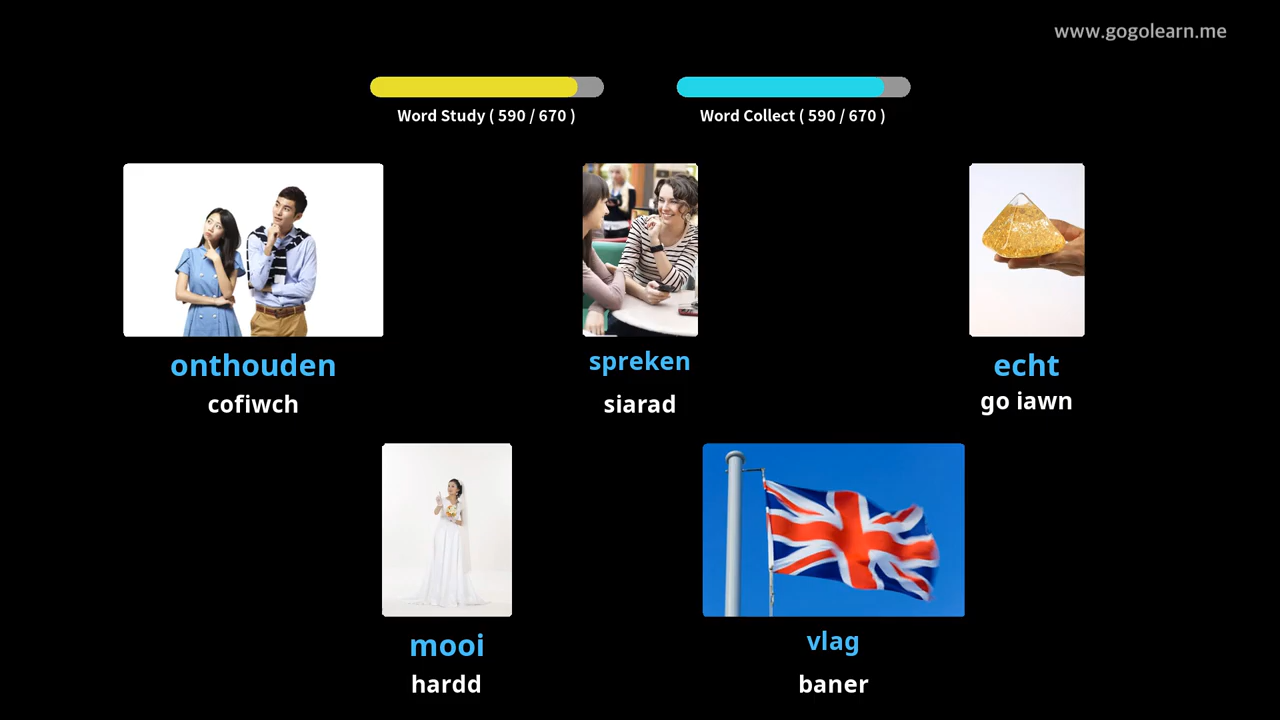 www.gogolearn.me
Word Study ( 590 / 670 )
Word Collect ( 590 / 670 )
onthouden
cofiwch
spreken
siarad
echt
go iawn
mooi
hardd
vlag
baner